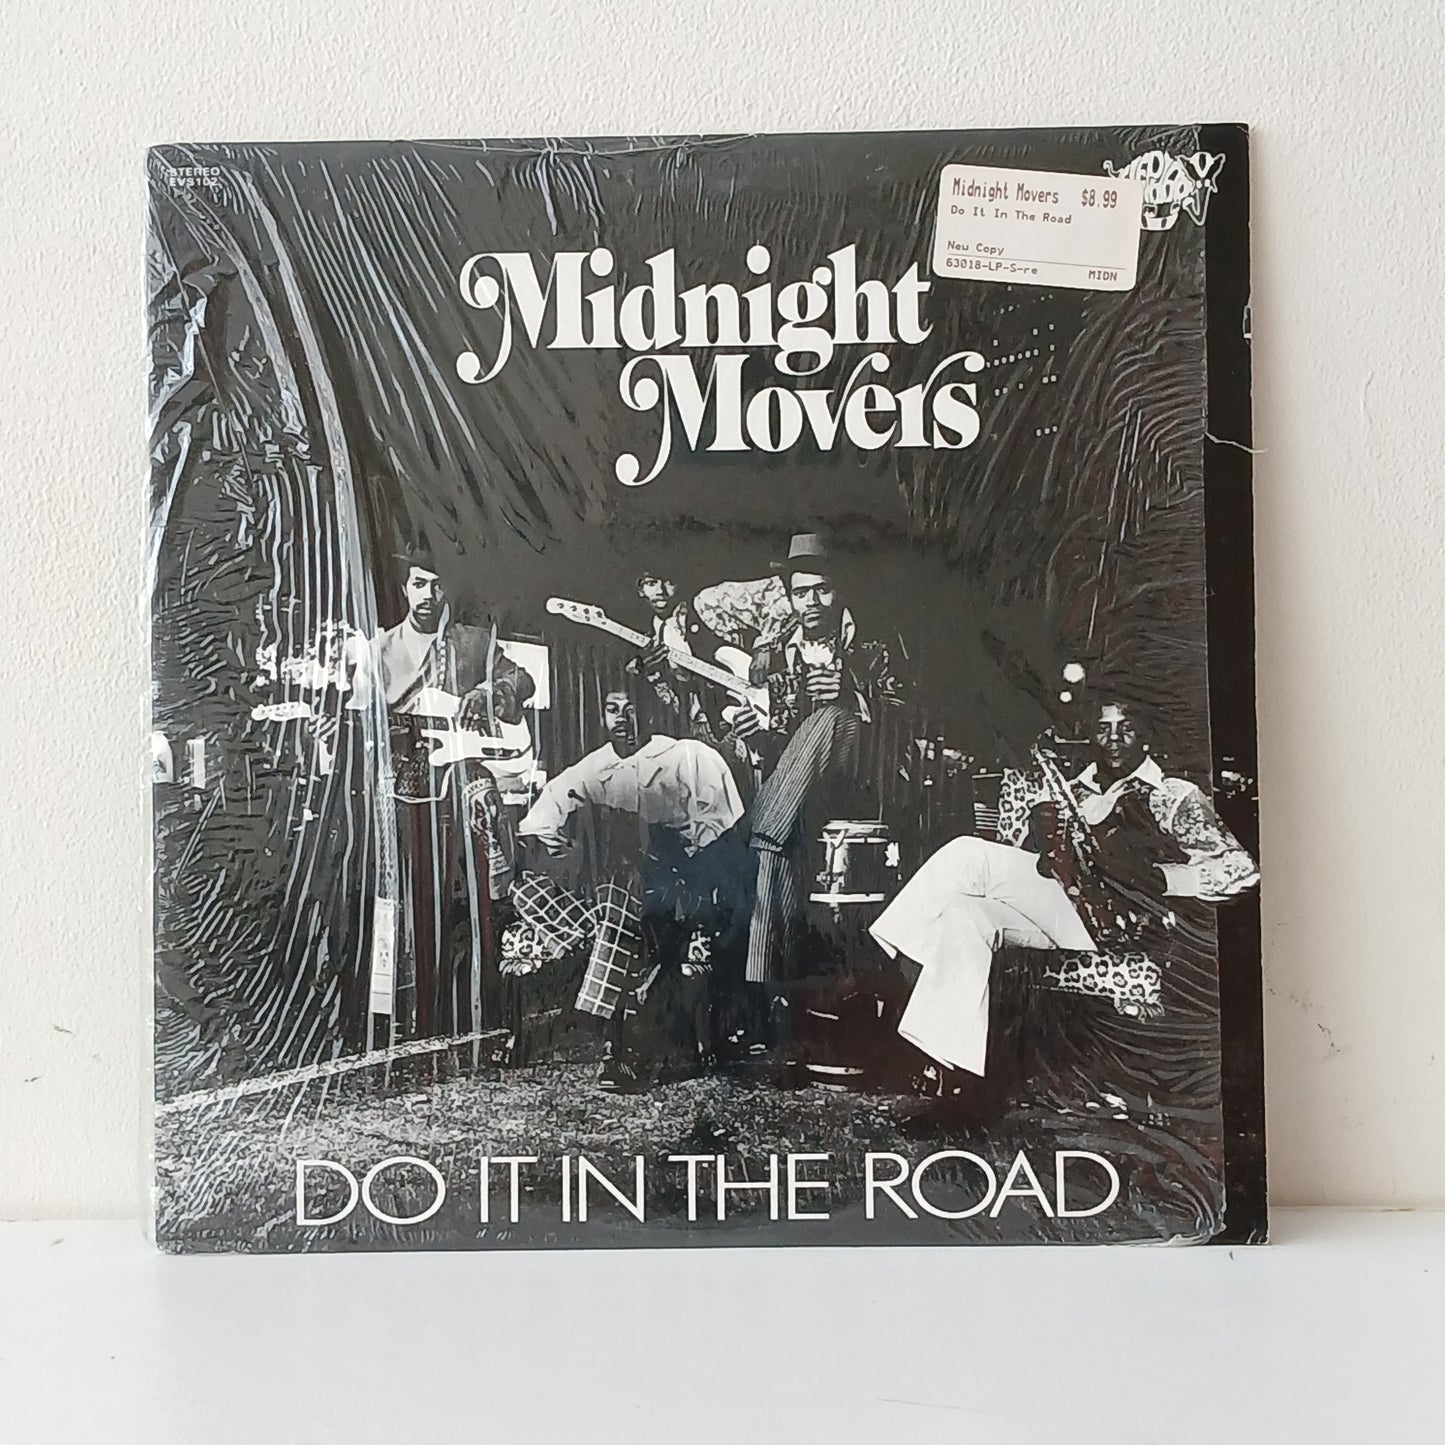 STEREO
EVS102
Midnight Movers $8.99
Do It In The Road
New Copy
63018-LP-S-re MIDN
Midnight
Movers
DO IT IN THE ROAD